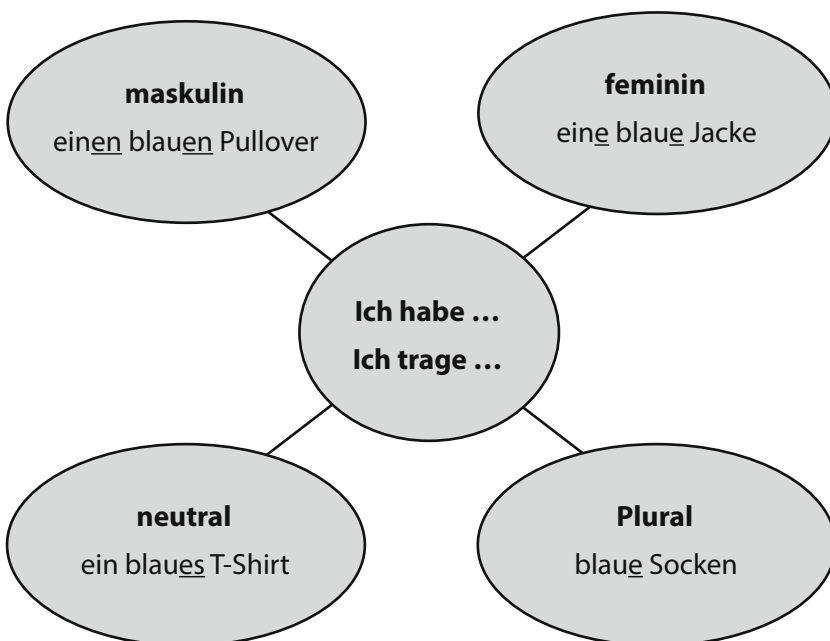 maskulin
einen blauen Pullover
feminin
eine blaue Jacke
Ich habe …
Ich trage …
neutral
ein blaues T-Shirt
Plural
blaue Socken